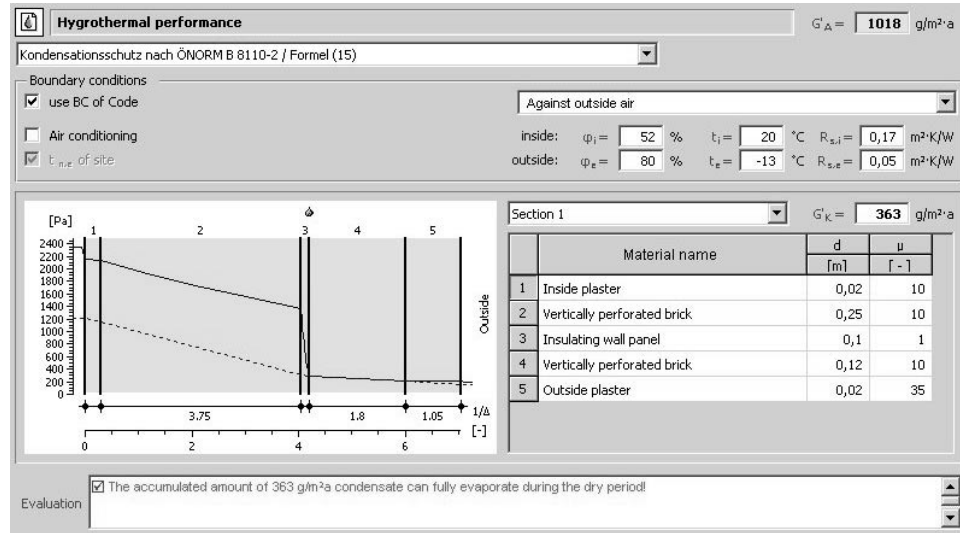 Hygrothermal performance
G'A = 1018 g/m²·a
Kondensationsschutz nach ÖNORM B 8110-2 / Formel (15)
Boundary conditions
use BC of Code
Against outside air
Air conditioning
inside: φi = 52 % ti = 20 °C Rs,i = 0,17 m²·K/W
t n,e of site
outside: φe = 80 % te = -13 °C Rs,e = 0,05 m²·K/W
Section 1
G'K = 363 g/m²·a
[Pa]
1 2 3 4 5
2400
2200
2000
1800
1600
1400
1200
1000
800
600
400
200
0
Outside
3.75 1.8 1.05 1/Δ
[-]
0 2 4 6
Material name d μ
[m] [-]
1 Inside plaster 0,02 10
2 Vertically perforated brick 0,25 10
3 Insulating wall panel 0,1 1
4 Vertically perforated brick 0,12 10
5 Outside plaster 0,02 35
Evaluation
The accumulated amount of 363 g/m²a condensate can fully evaporate during the dry period!